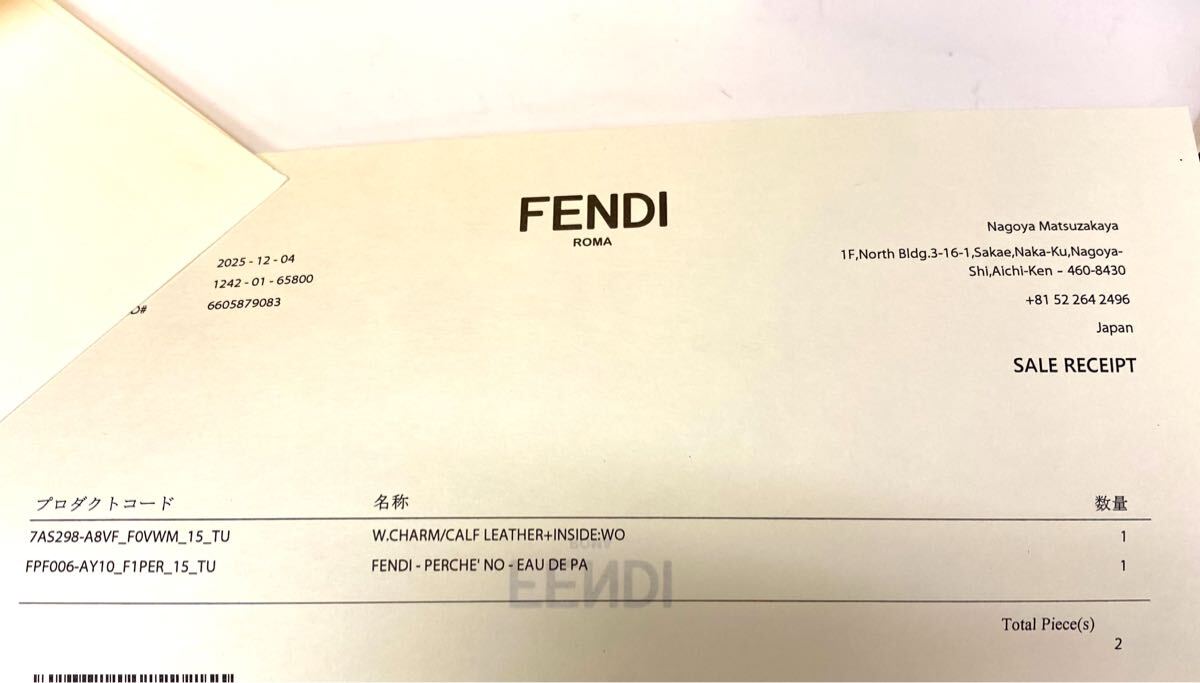 FENDI
ROMA
2025 - 12 - 04
1242 - 01 - 65800
6605879083
Nagoya Matsuzakaya
1F,North Bldg.3-16-1,Sakae,Naka-Ku,Nagoya-
Shi,Aichi-Ken - 460-8430
+81 52 264 2496
Japan
SALE RECEIPT
プロダクトコード 名称 数量
7AS298-A8VF_F0VWM_15_TU W.CHARM/CALF LEATHER+INSIDE:WO 1
FPF006-AY10_F1PER_15_TU FENDI - PERCHE' NO - EAU DE PA 1
Total Piece(s)
2